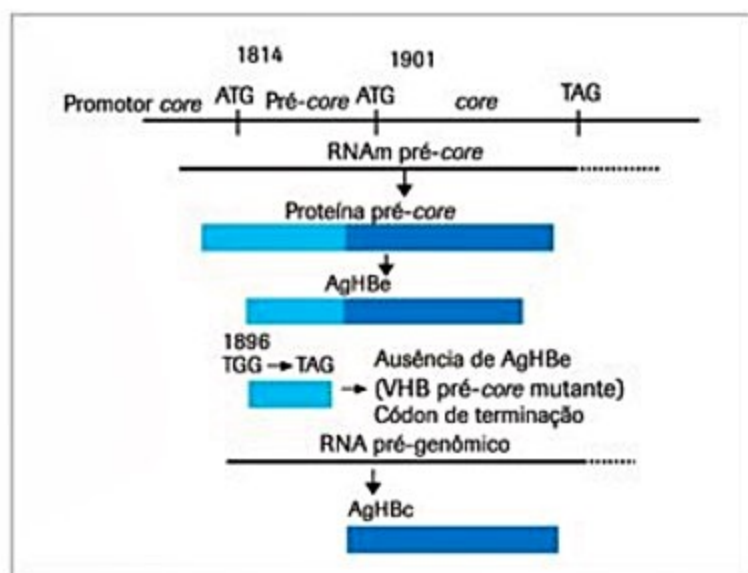 1814 1901
Promotor core ATG Pré-core ATG core TAG
RNAm pré-core
Proteína pré-core
AgHBe
1896
TGG → TAG
→
Ausência de AgHBe
(VHB pré-core mutante)
Códon de terminação
RNA pré-genômico
AgHBc